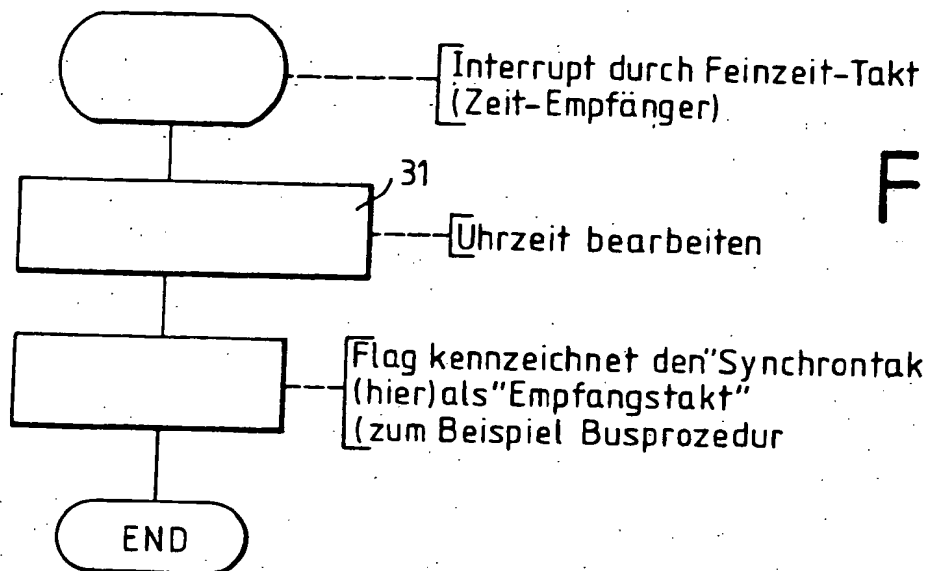 Interrupt durch Feinzeit-Takt
(Zeit-Empfänger)
31
F
Uhrzeit bearbeiten
Flag kennzeichnet den "Synchrontak
(hier) als "Empfangstakt"
(zum Beispiel Busprozedur
END